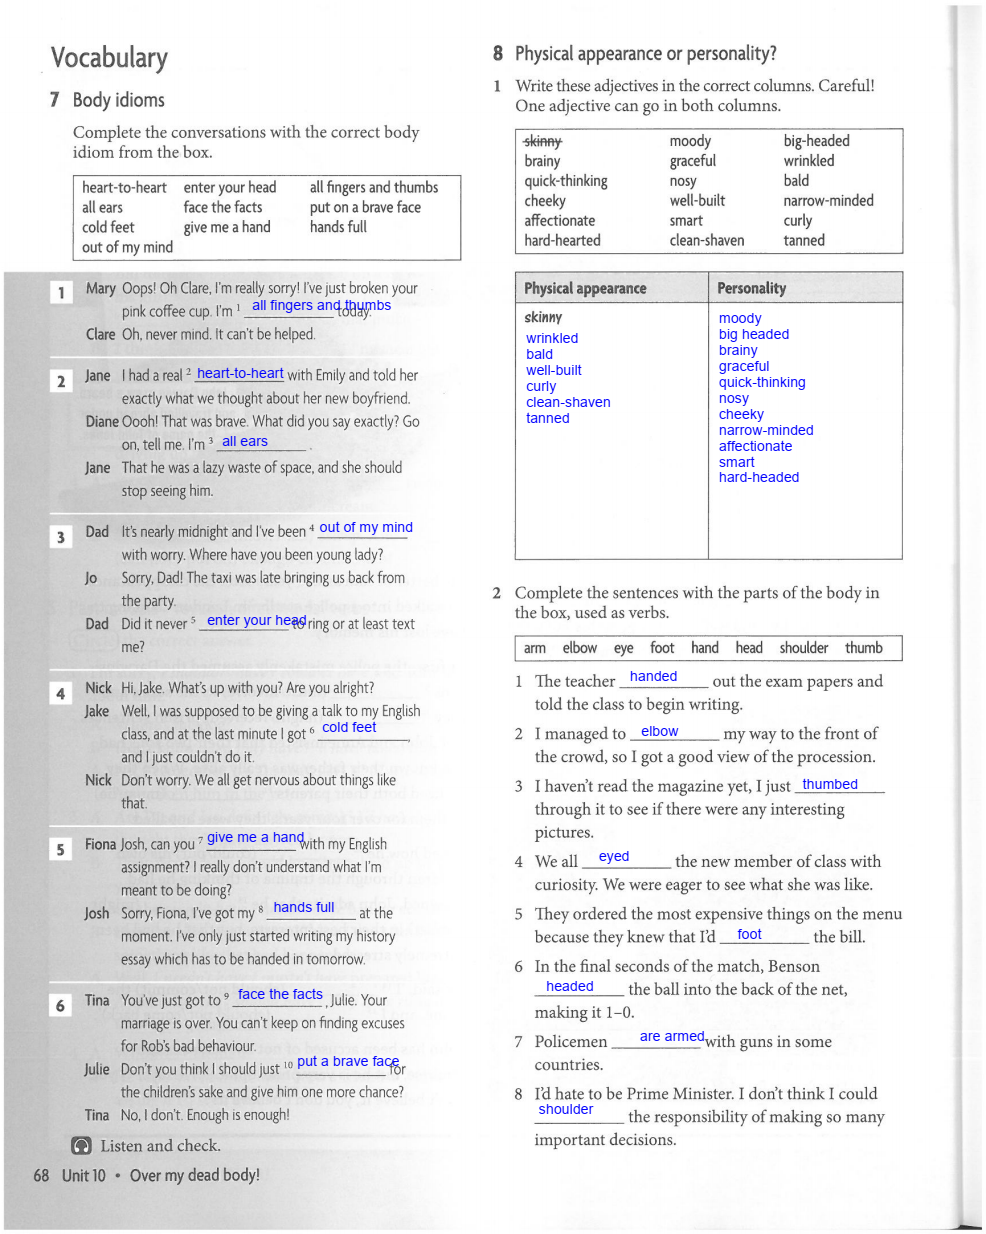 Vocabulary
7 Body idioms
Complete the conversations with the correct body
idiom from the box.
heart-to-heart enter your head all fingers and thumbs
all ears face the facts put on a brave face
cold feet give me a hand hands full
out of my mind
1 Mary Oops! Oh Clare, I'm really sorry! I've just broken your
pink coffee cup. I'm 1 all fingers and thumbs today.
Clare Oh, never mind. It can't be helped.
2 Jane I had a real 2 heart-to-heart with Emily and told her
exactly what we thought about her new boyfriend.
Diane Oooh! That was brave. What did you say exactly? Go
on, tell me. I'm 3 all ears .
Jane That he was a lazy waste of space, and she should
stop seeing him.
3 Dad It's nearly midnight and I've been 4 out of my mind
with worry. Where have you been young lady?
Jo Sorry, Dad! The taxi was late bringing us back from
the party.
Dad Did it never 5 enter your head to ring or at least text
me?
4 Nick Hi, Jake. What's up with you? Are you alright?
Jake Well, I was supposed to be giving a talk to my English
class, and at the last minute I got 6 cold feet ,
and I just couldn't do it.
Nick Don't worry. We all get nervous about things like
that.
5 Fiona Josh, can you 7 give me a hand with my English
assignment? I really don't understand what I'm
meant to be doing?
Josh Sorry, Fiona, I've got my 8 hands full at the
moment. I've only just started writing my history
essay which has to be handed in tomorrow.
6 Tina You've just got to 9 face the facts , Julie. Your
marriage is over. You can't keep on finding excuses
for Rob's bad behaviour.
Julie Don't you think I should just 10 put a brave face for
the children's sake and give him one more chance?
Tina No, I don't. Enough is enough!
Listen and check.
68 Unit 10 • Over my dead body!
8 Physical appearance or personality?
1 Write these adjectives in the correct columns. Careful!
One adjective can go in both columns.
skinny moody big-headed
brainy graceful wrinkled
quick-thinking nosy bald
cheeky well-built narrow-minded
affectionate smart curly
hard-hearted clean-shaven tanned
Physical appearance Personality
skinny moody
wrinkled big headed
bald brainy
well-built graceful
curly quick-thinking
clean-shaven nosy
tanned cheeky
narrow-minded
affectionate
smart
hard-headed
2 Complete the sentences with the parts of the body in
the box, used as verbs.
arm elbow eye foot hand head shoulder thumb
1 The teacher handed out the exam papers and
told the class to begin writing.
2 I managed to elbow my way to the front of
the crowd, so I got a good view of the procession.
3 I haven't read the magazine yet, I just thumbed
through it to see if there were any interesting
pictures.
4 We all eyed the new member of class with
curiosity. We were eager to see what she was like.
5 They ordered the most expensive things on the menu
because they knew that I'd foot the bill.
6 In the final seconds of the match, Benson
headed the ball into the back of the net,
making it 1–0.
7 Policemen are armed with guns in some
countries.
8 I'd hate to be Prime Minister. I don't think I could
shoulder the responsibility of making so many
important decisions.